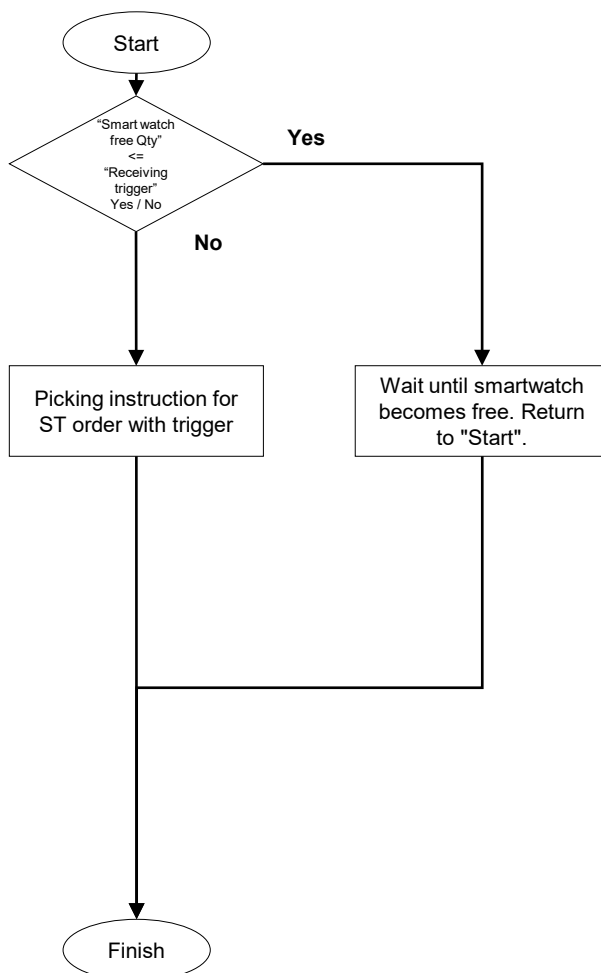 Start
“Smart watch
free Qty”
<=
“Receiving
trigger”
Yes / No
Yes
No
Picking instruction for
ST order with trigger
Wait until smartwatch
becomes free. Return
to "Start".
Finish